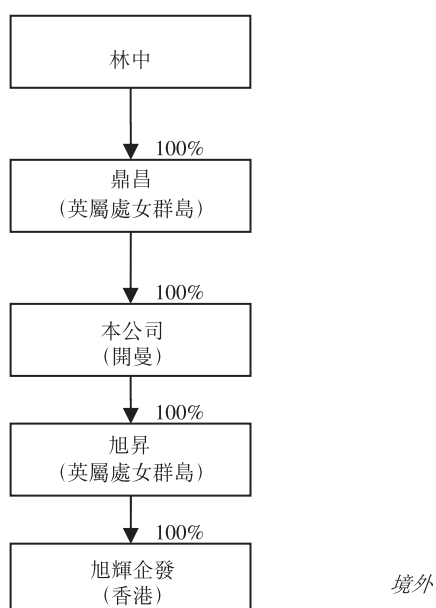 林中
100%
鼎昌
（英屬處女群島）
100%
本公司
（開曼）
100%
旭昇
（英屬處女群島）
100%
旭輝企發
（香港）
境外